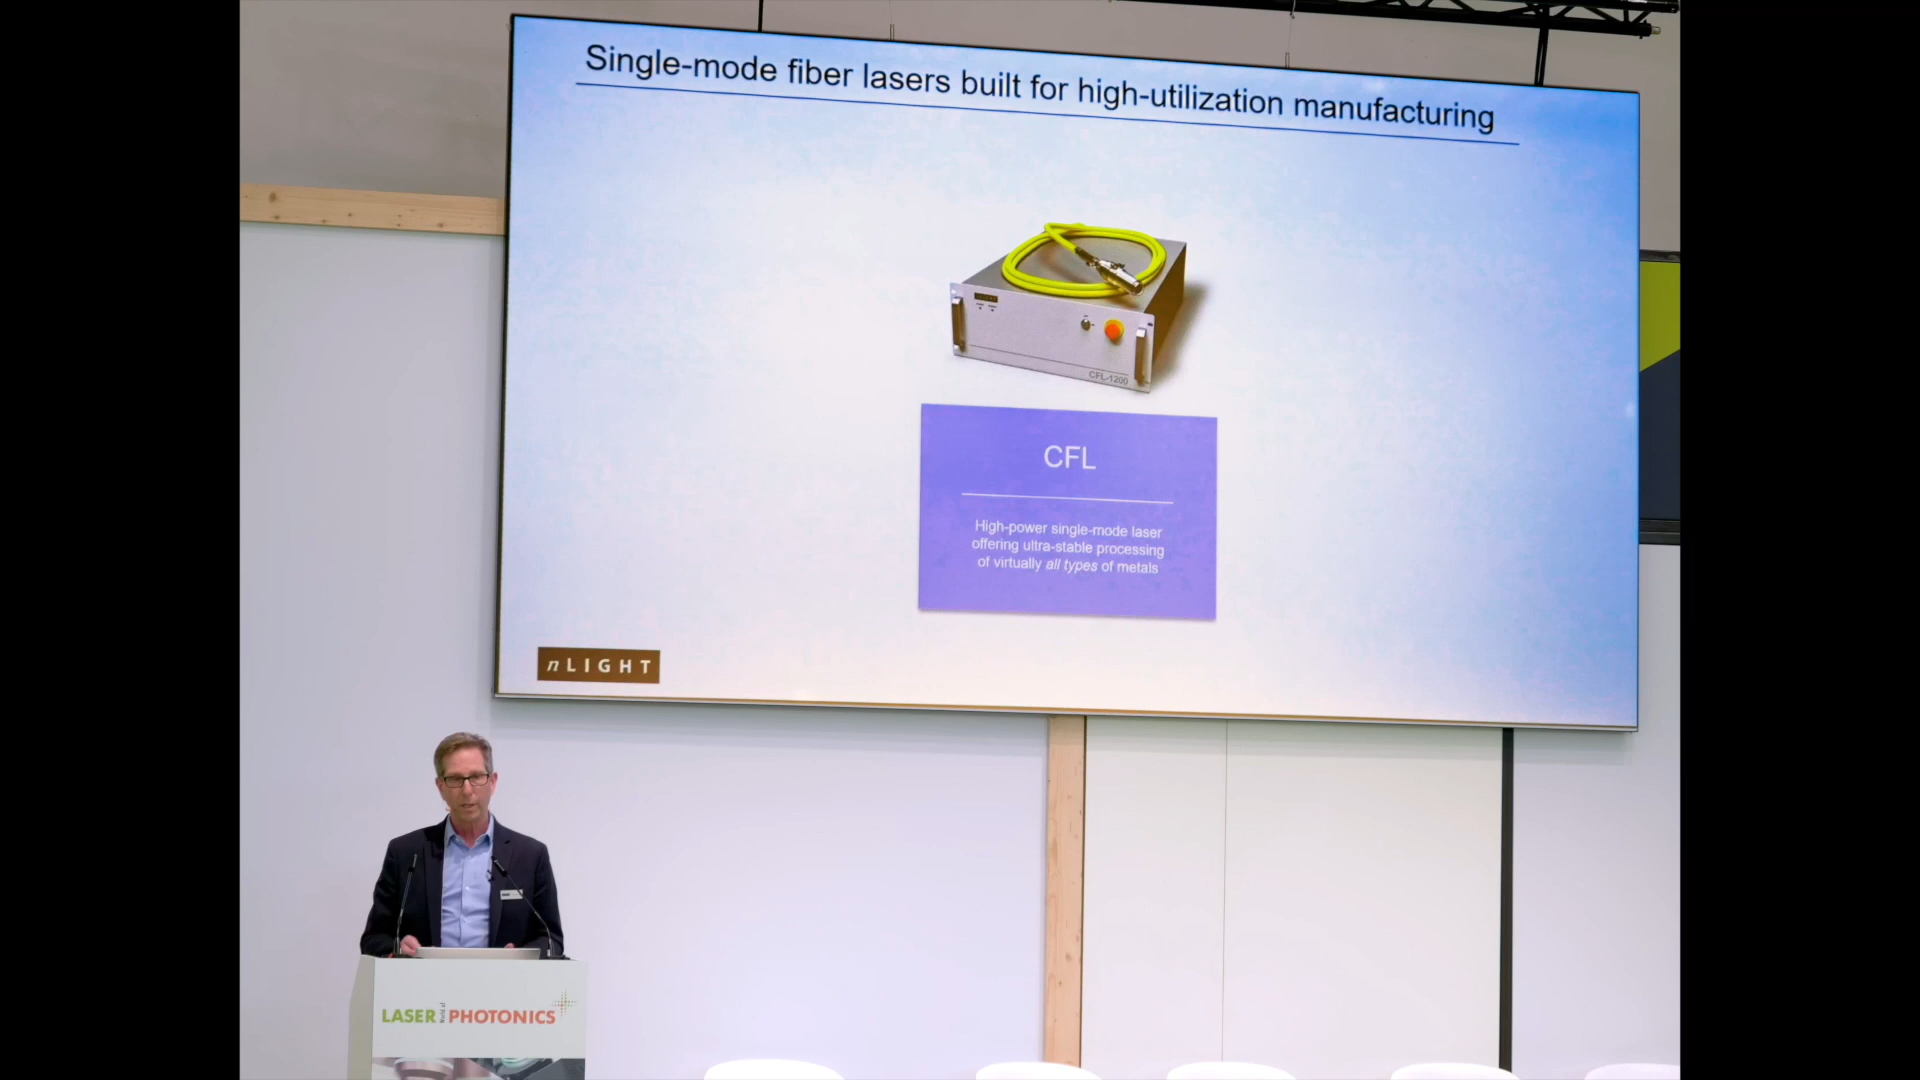 Single-mode fiber lasers built for high-utilization manufacturing
CFL-1200
CFL
High-power single-mode laser
offering ultra-stable processing
of virtually all types of metals
nLIGHT
LASER World of PHOTONICS